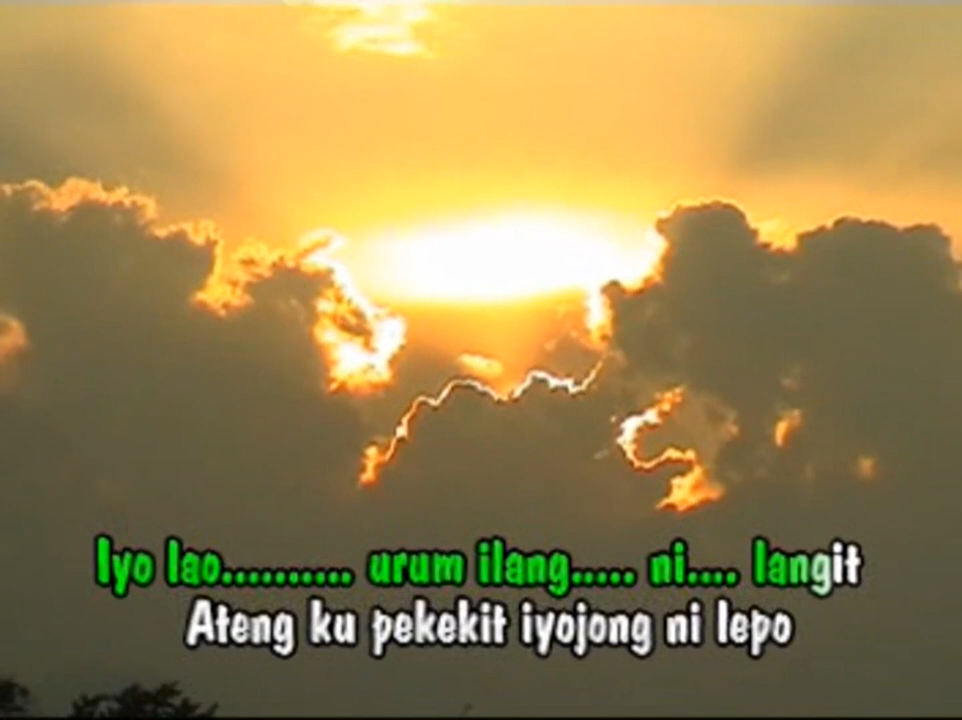 Iyo lao.......... urum ilang..... ni.... langit
Ateng ku pekekit iyojong ni lepo